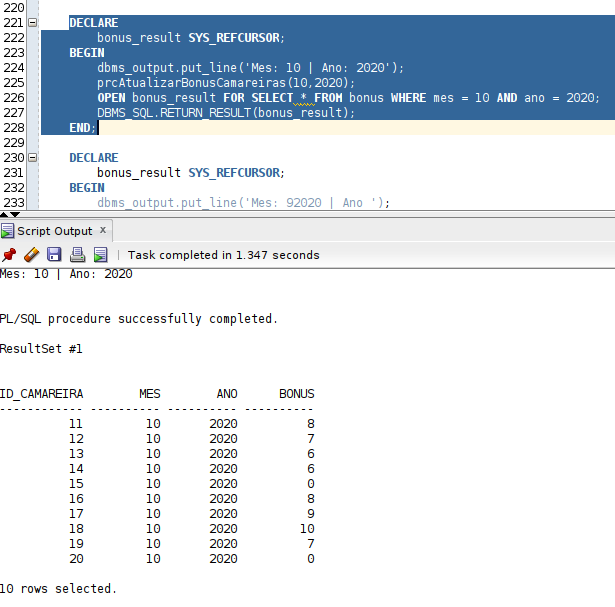 220
221 DECLARE
222 bonus_result SYS_REFCURSOR;
223 BEGIN
224 dbms_output.put_line('Mes: 10 | Ano: 2020');
225 prcAtualizarBonusCamareiras(10,2020);
226 OPEN bonus_result FOR SELECT * FROM bonus WHERE mes = 10 AND ano = 2020;
227 DBMS_SQL.RETURN_RESULT(bonus_result);
228 END;
229
230 DECLARE
231 bonus_result SYS_REFCURSOR;
232 BEGIN
233 dbms_output.put_line('Mes: 92020 | Ano ');
Script Output x
Task completed in 1.347 seconds
Mes: 10 | Ano: 2020
PL/SQL procedure successfully completed.
ResultSet #1
ID_CAMAREIRA MES ANO BONUS
------------ ---------- ---------- ----------
11 10 2020 8
12 10 2020 7
13 10 2020 6
14 10 2020 6
15 10 2020 0
16 10 2020 8
17 10 2020 9
18 10 2020 10
19 10 2020 7
20 10 2020 0
10 rows selected.